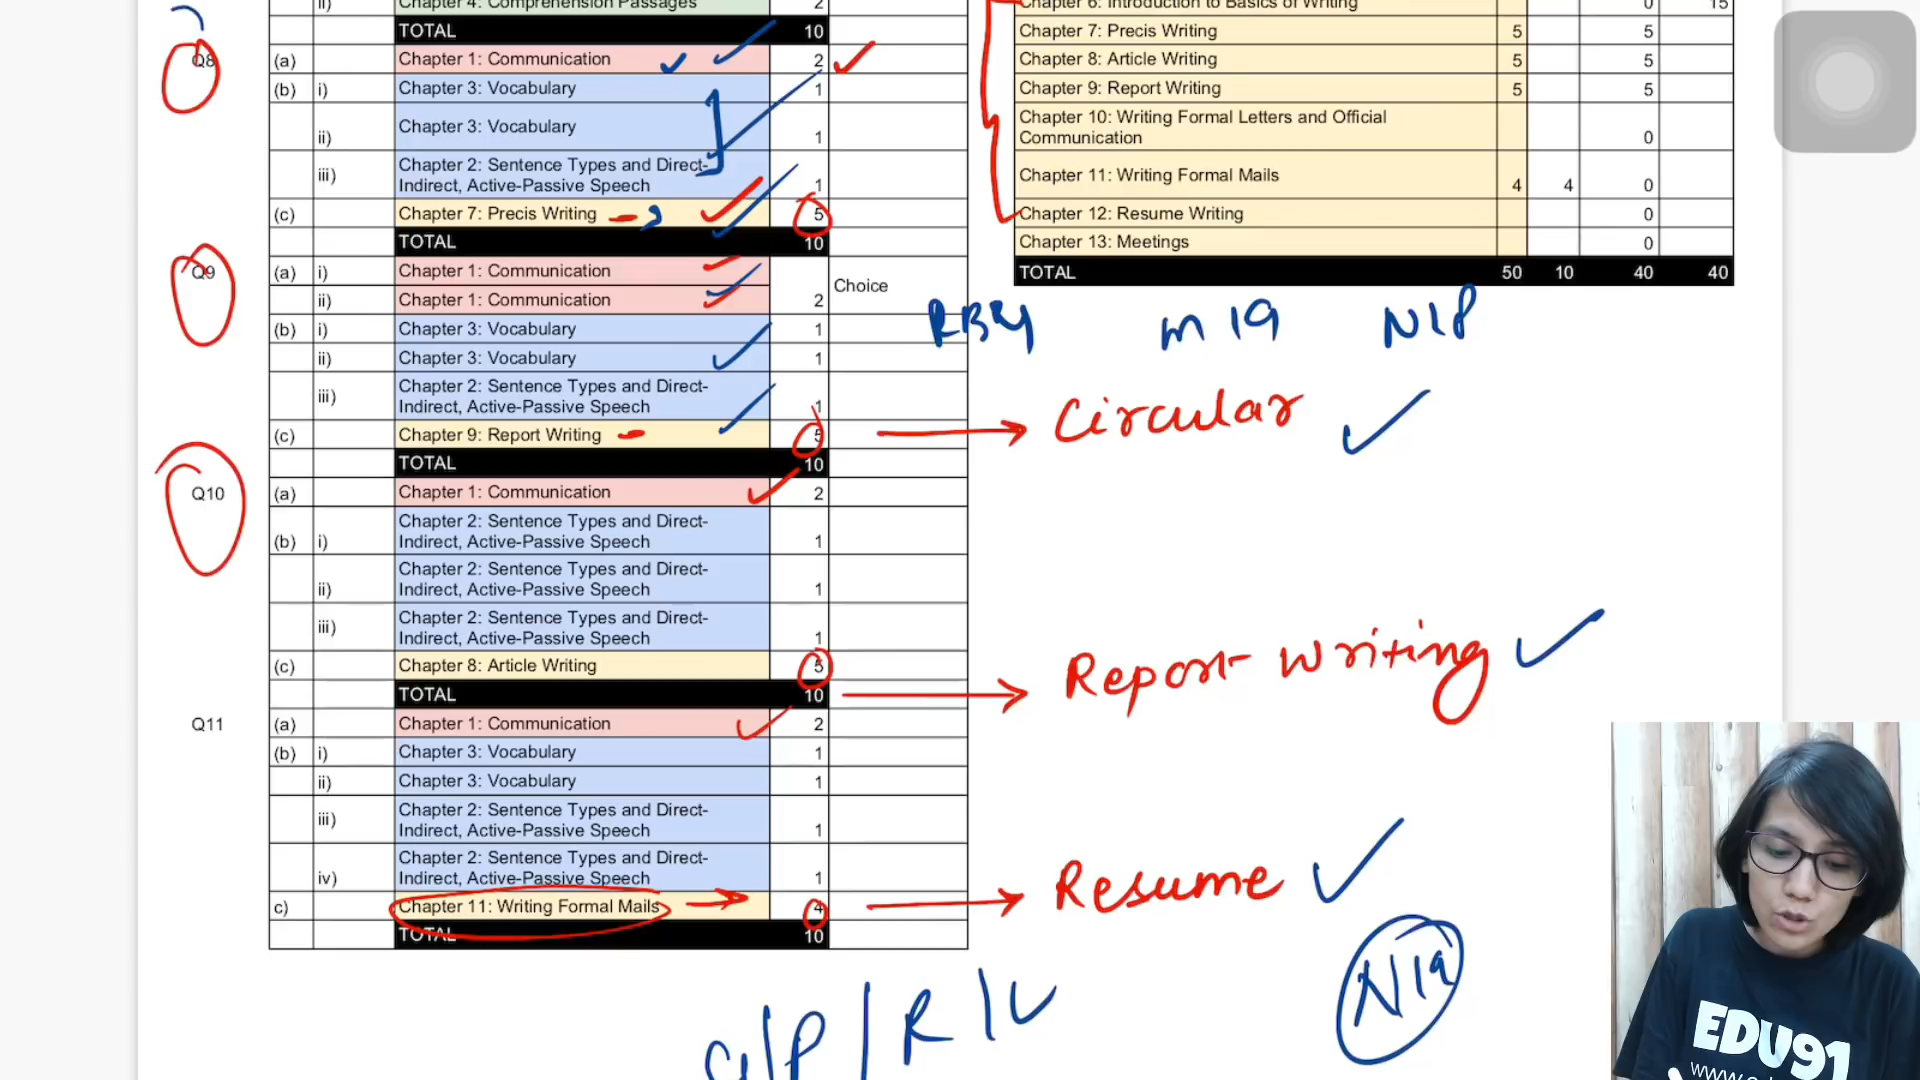 ii) Chapter 4: Comprehension Passages 2
TOTAL 10
Q8 (a) Chapter 1: Communication 2
(b) i) Chapter 3: Vocabulary 1
ii) Chapter 3: Vocabulary 1
iii) Chapter 2: Sentence Types and Direct-
Indirect, Active-Passive Speech 1
(c) Chapter 7: Precis Writing 5
TOTAL 10
Q9 (a) i) Chapter 1: Communication Choice
ii) Chapter 1: Communication 2
(b) i) Chapter 3: Vocabulary 1
ii) Chapter 3: Vocabulary 1
iii) Chapter 2: Sentence Types and Direct-
Indirect, Active-Passive Speech 1
(c) Chapter 9: Report Writing 5
TOTAL 10
Q10 (a) Chapter 1: Communication 2
Chapter 2: Sentence Types and Direct-
(b) i) Indirect, Active-Passive Speech 1
Chapter 2: Sentence Types and Direct-
ii) Indirect, Active-Passive Speech 1
iii) Chapter 2: Sentence Types and Direct-
Indirect, Active-Passive Speech 1
(c) Chapter 8: Article Writing 5
TOTAL 10
Q11 (a) Chapter 1: Communication 2
(b) i) Chapter 3: Vocabulary 1
ii) Chapter 3: Vocabulary 1
iii) Chapter 2: Sentence Types and Direct-
Indirect, Active-Passive Speech 1
Chapter 2: Sentence Types and Direct-
iv) Indirect, Active-Passive Speech 1
c) Chapter 11: Writing Formal Mails 4
TOTAL 10
Chapter 6: Introduction to Basics of Writing 0 15
Chapter 7: Precis Writing 5 5
Chapter 8: Article Writing 5 5
Chapter 9: Report Writing 5 5
Chapter 10: Writing Formal Letters and Official
Communication 0
Chapter 11: Writing Formal Mails 4 4 0
Chapter 12: Resume Writing 0
Chapter 13: Meetings 0
TOTAL 50 10 40 40
M19 N18
Circular
Report Writing
Resume
N19
/P/R/L
EDU91